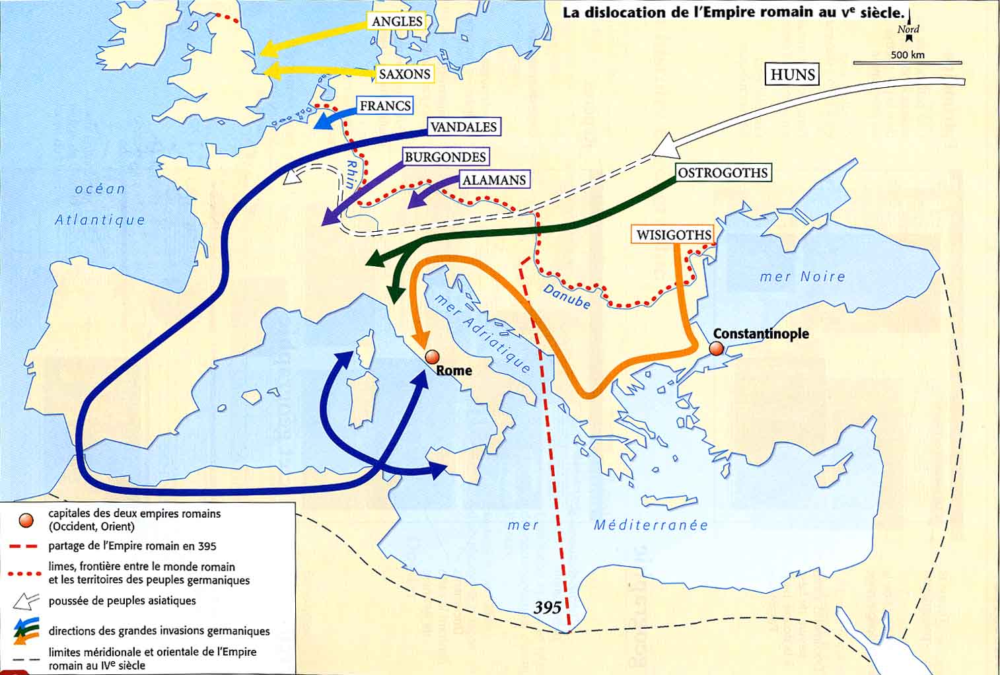 La dislocation de l'Empire romain au Vᵉ siècle.
Nord
500 km
ANGLES
SAXONS
HUNS
FRANCS
VANDALES
BURGONDES
ALAMANS
OSTROGOTHS
WISIGOTHS
Rhin
océan
Atlantique
mer Noire
Danube
mer Adriatique
Constantinople
Rome
mer Méditerranée
395
capitales des deux empires romains
(Occident, Orient)
partage de l'Empire romain en 395
limes, frontière entre le monde romain
et les territoires des peuples germaniques
poussée de peuples asiatiques
directions des grandes invasions germaniques
limites méridionale et orientale de l'Empire
romain au IVᵉ siècle